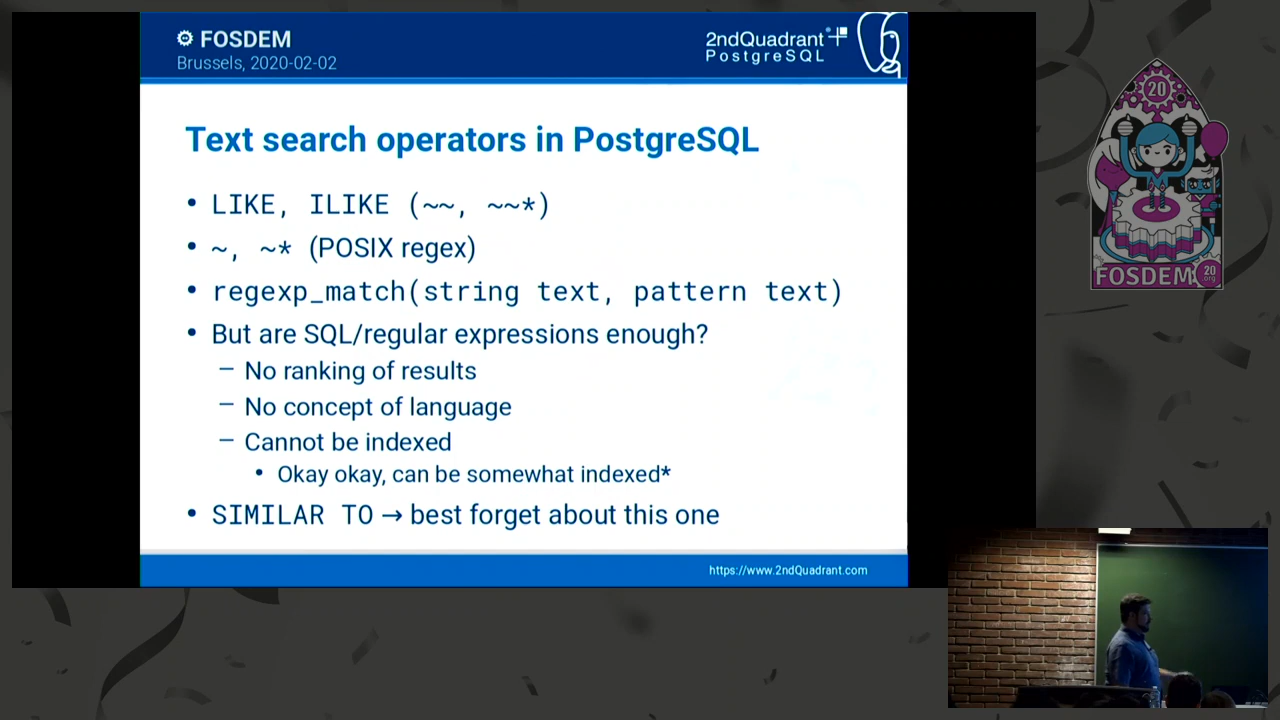 FOSDEM
Brussels, 2020-02-02
2ndQuadrant
PostgreSQL
Text search operators in PostgreSQL
• LIKE, ILIKE (~~, ~~*)
• ~, ~* (POSIX regex)
• regexp_match(string text, pattern text)
• But are SQL/regular expressions enough?
– No ranking of results
– No concept of language
– Cannot be indexed
• Okay okay, can be somewhat indexed*
• SIMILAR TO → best forget about this one
https://www.2ndQuadrant.com
20
FOSDEM
20
org